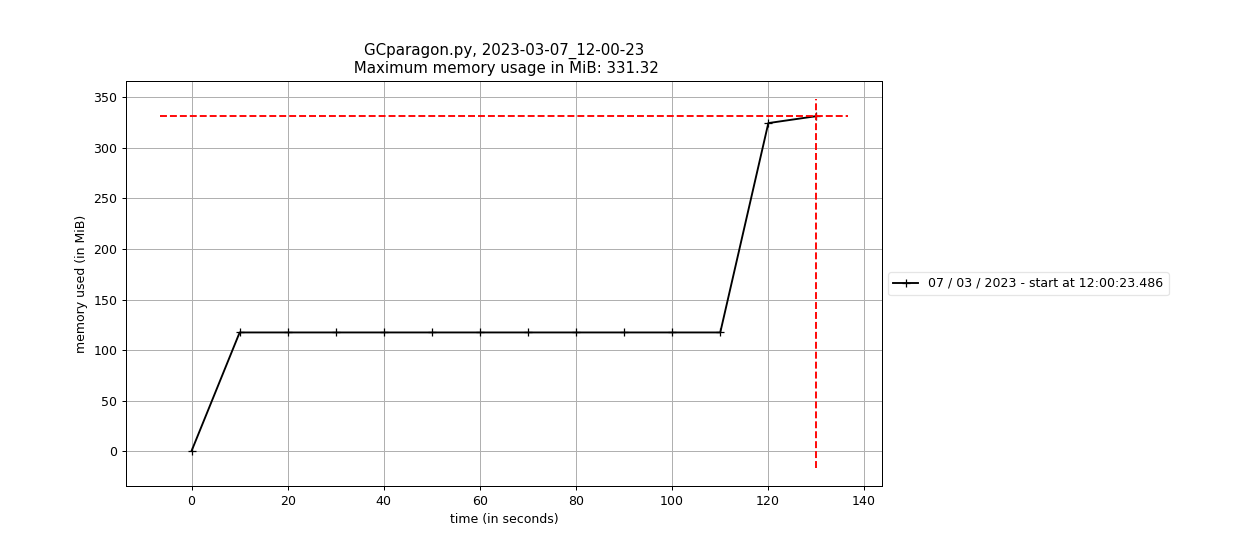 GCparagon.py, 2023-03-07_12-00-23
Maximum memory usage in MiB: 331.32
350
300
250
200
150
100
50
0
memory used (in MiB)
0 20 40 60 80 100 120 140
time (in seconds)
07 / 03 / 2023 - start at 12:00:23.486